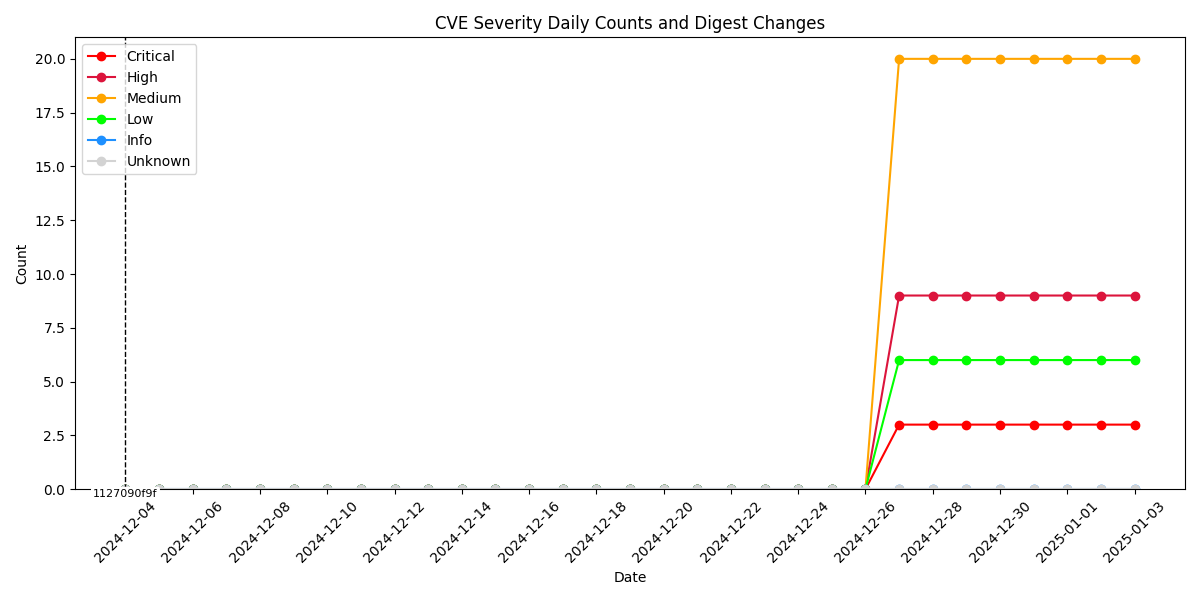 CVE Severity Daily Counts and Digest Changes
Critical
High
Medium
Low
Info
Unknown
Count
20.0
17.5
15.0
12.5
10.0
7.5
5.0
2.5
0.0
1127090f9f
2024-12-04
2024-12-06
2024-12-08
2024-12-10
2024-12-12
2024-12-14
2024-12-16
2024-12-18
2024-12-20
2024-12-22
2024-12-24
2024-12-26
2024-12-28
2024-12-30
2025-01-01
2025-01-03
Date